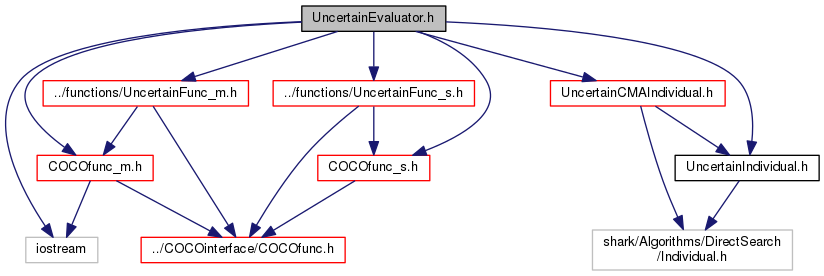 UncertainEvaluator.h
../functions/UncertainFunc_m.h
../functions/UncertainFunc_s.h
UncertainCMAIndividual.h
COCOfunc_m.h
COCOfunc_s.h
UncertainIndividual.h
iostream
../COCOinterface/COCOfunc.h
shark/Algorithms/DirectSearch
/Individual.h